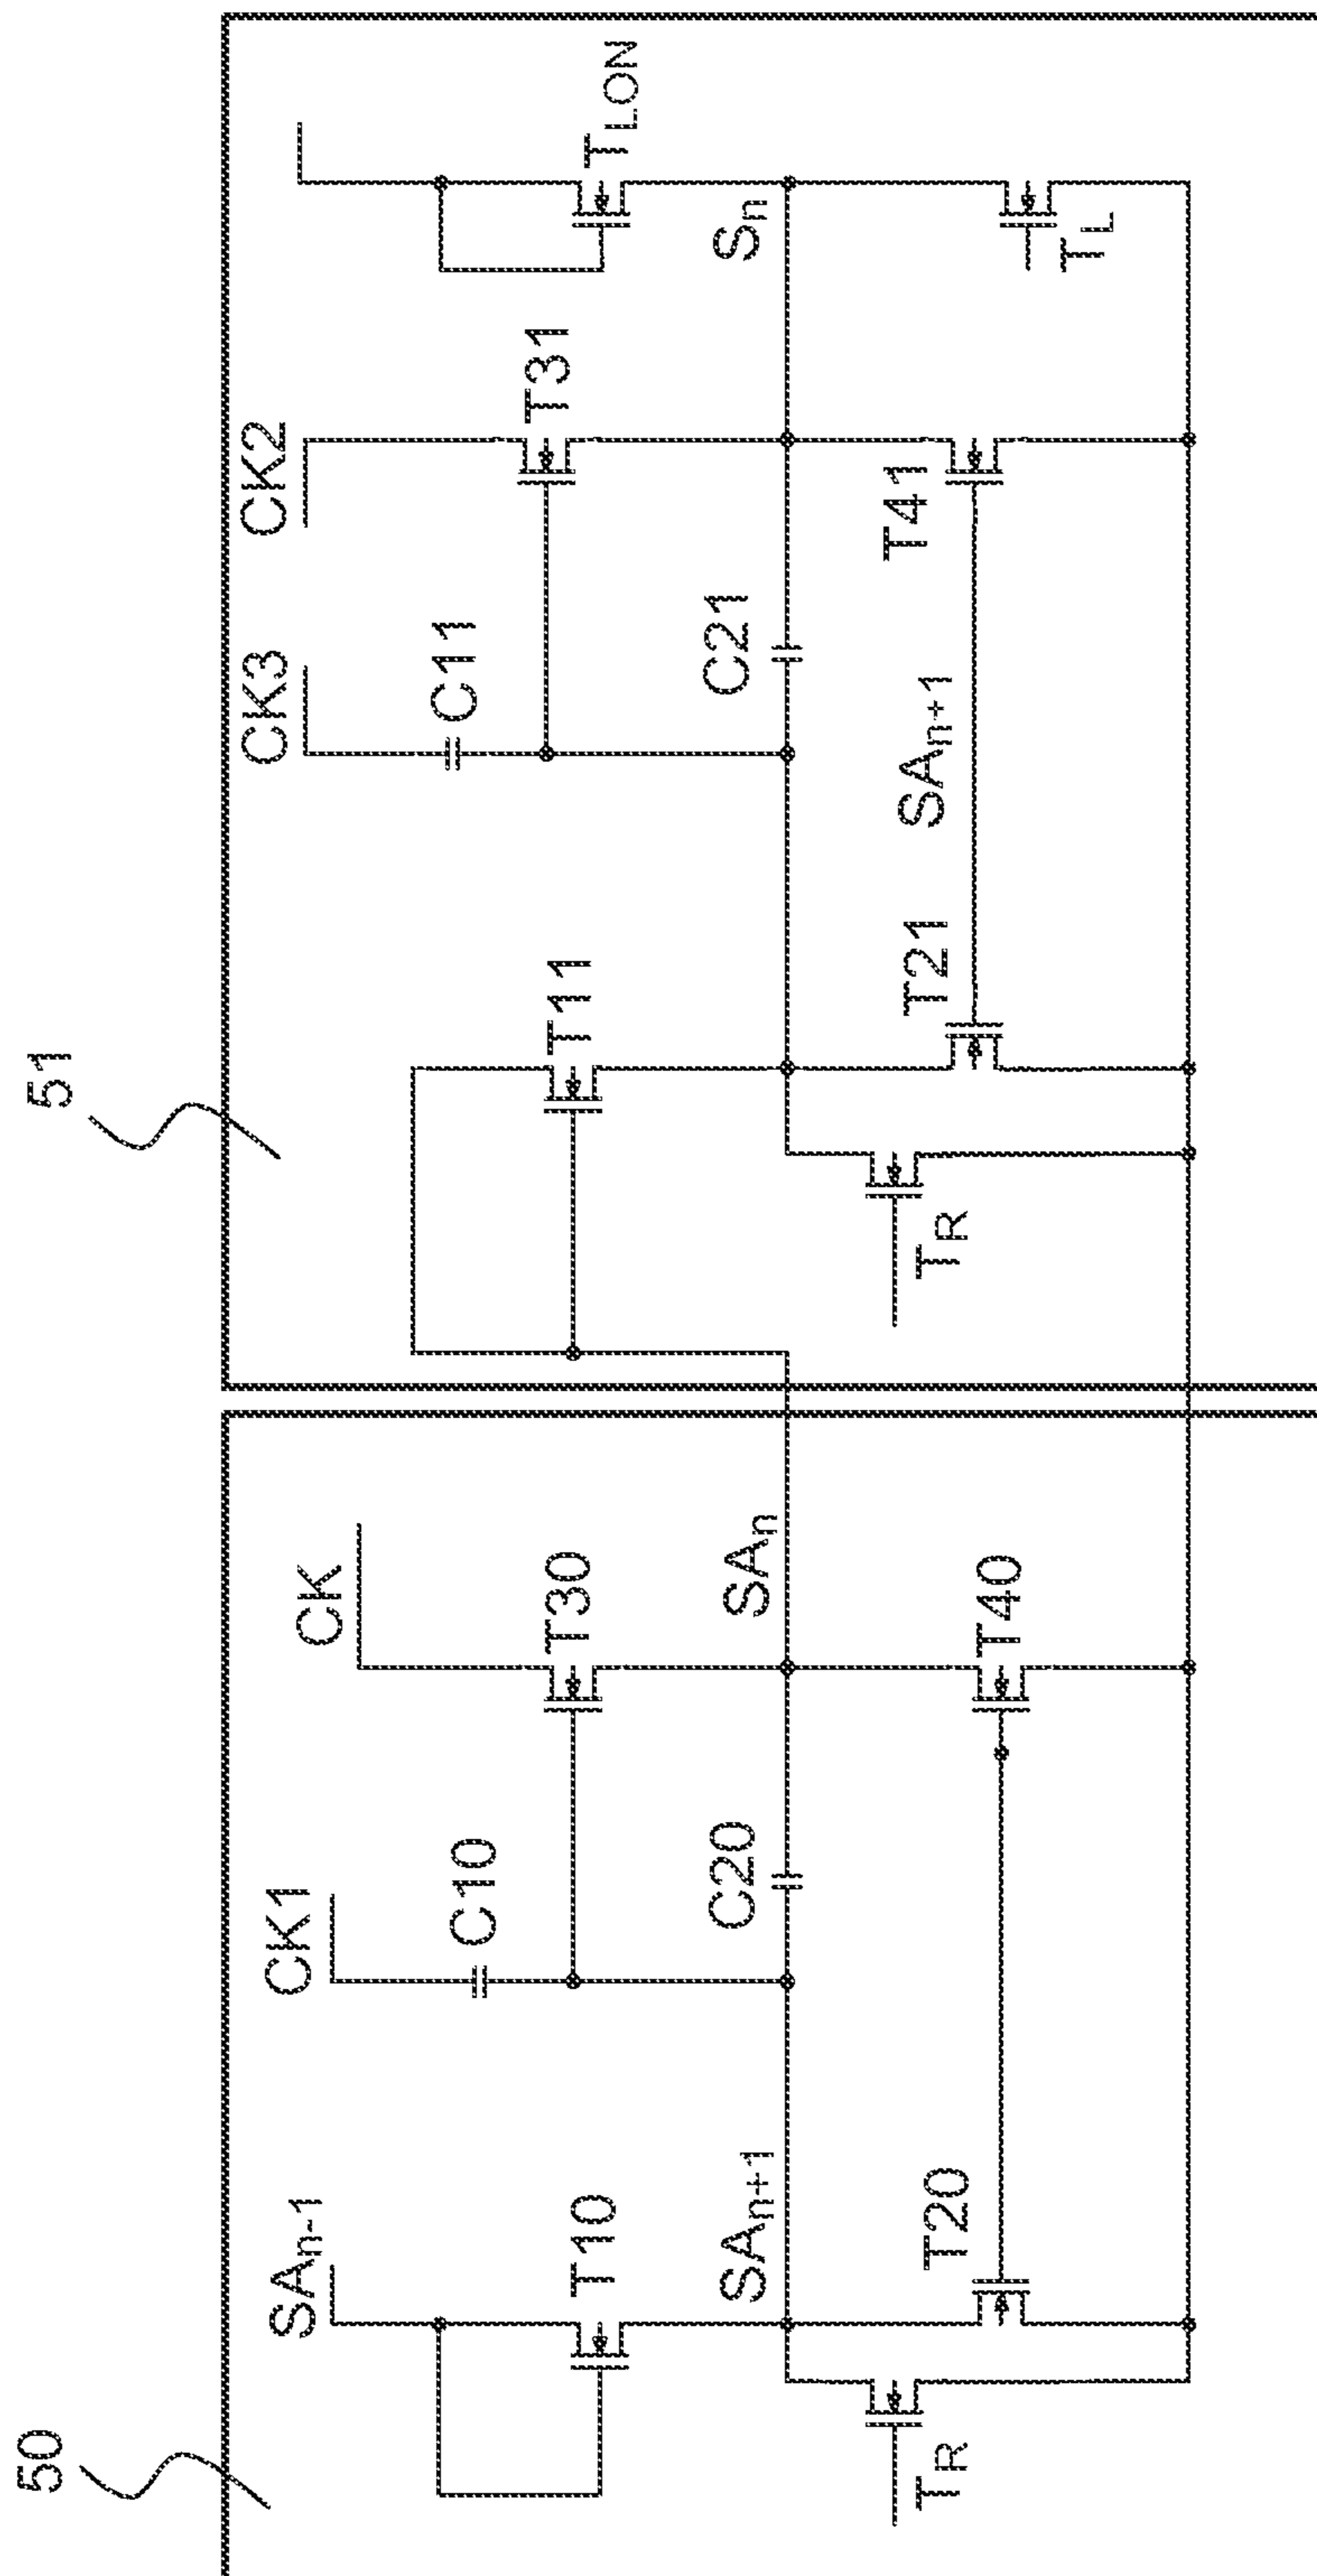 50
51
SAn-1
CK1
CK
CK3
CK2
T10
C10
T30
T11
C11
T31
TLON
SAn+1
C20
SAn
C21
Sn
TR
T20
T40
TR
T21
SAn+1
T41
TL